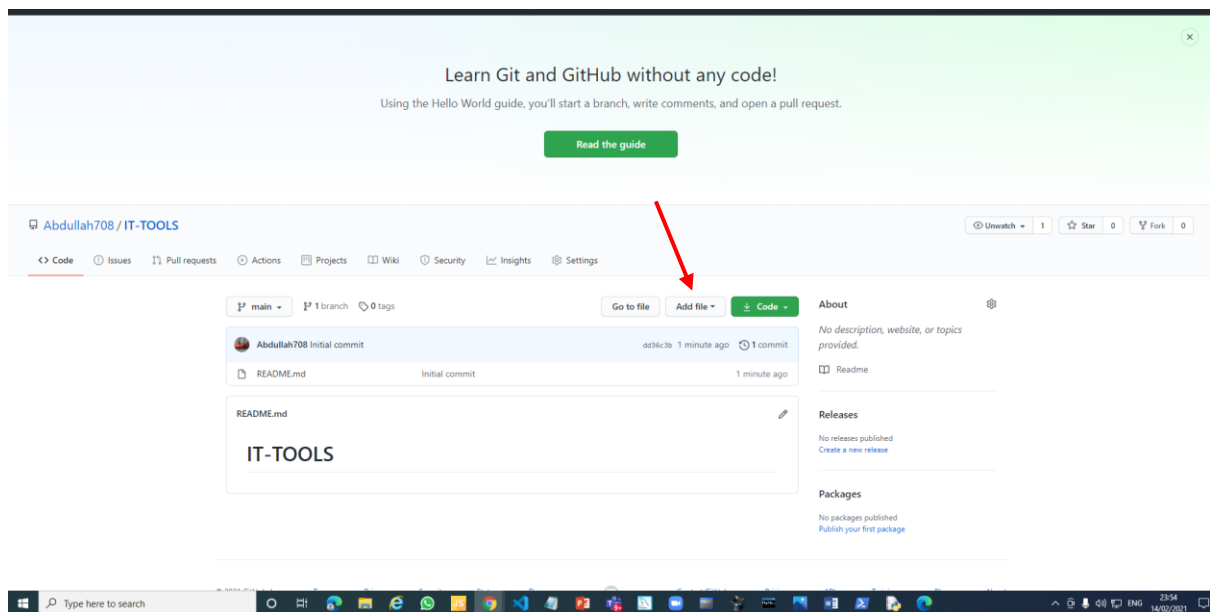 Learn Git and GitHub without any code!
Using the Hello World guide, you'll start a branch, write comments, and open a pull request.
Read the guide
Abdullah708 / IT-TOOLS
Unwatch 1 Star 0 Fork 0
<> Code Issues Pull requests Actions Projects Wiki Security Insights Settings
main 1 branch 0 tags Go to file Add file Code
Abdullah708 Initial commit dd36c3b 1 minute ago 1 commit
README.md Initial commit 1 minute ago
README.md
IT-TOOLS
About
No description, website, or topics
provided.
Readme
Releases
No releases published
Create a new release
Packages
No packages published
Publish your first package
Type here to search
ENG
23:54
14/02/2021